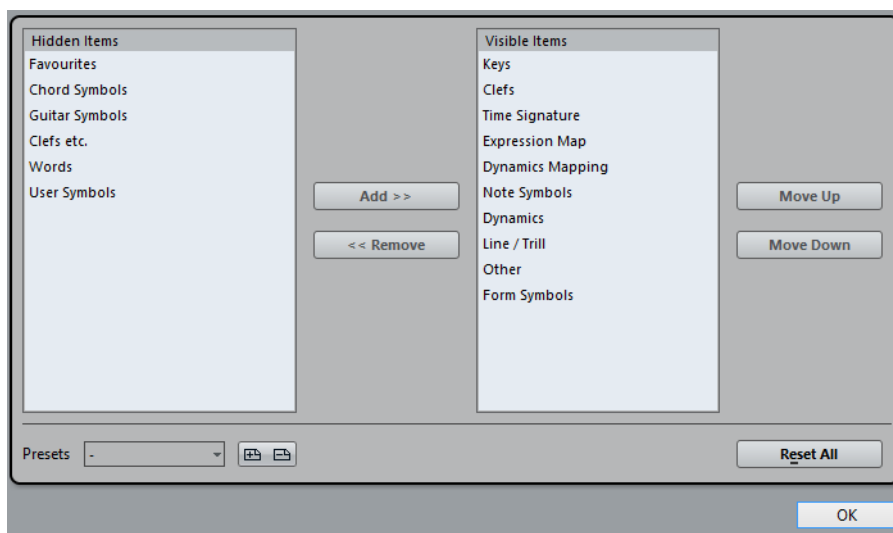 Hidden Items
Favourites
Chord Symbols
Guitar Symbols
Clefs etc.
Words
User Symbols
Add >>
<< Remove
Visible Items
Keys
Clefs
Time Signature
Expression Map
Dynamics Mapping
Note Symbols
Dynamics
Line / Trill
Other
Form Symbols
Move Up
Move Down
Presets
-
Reset All
OK